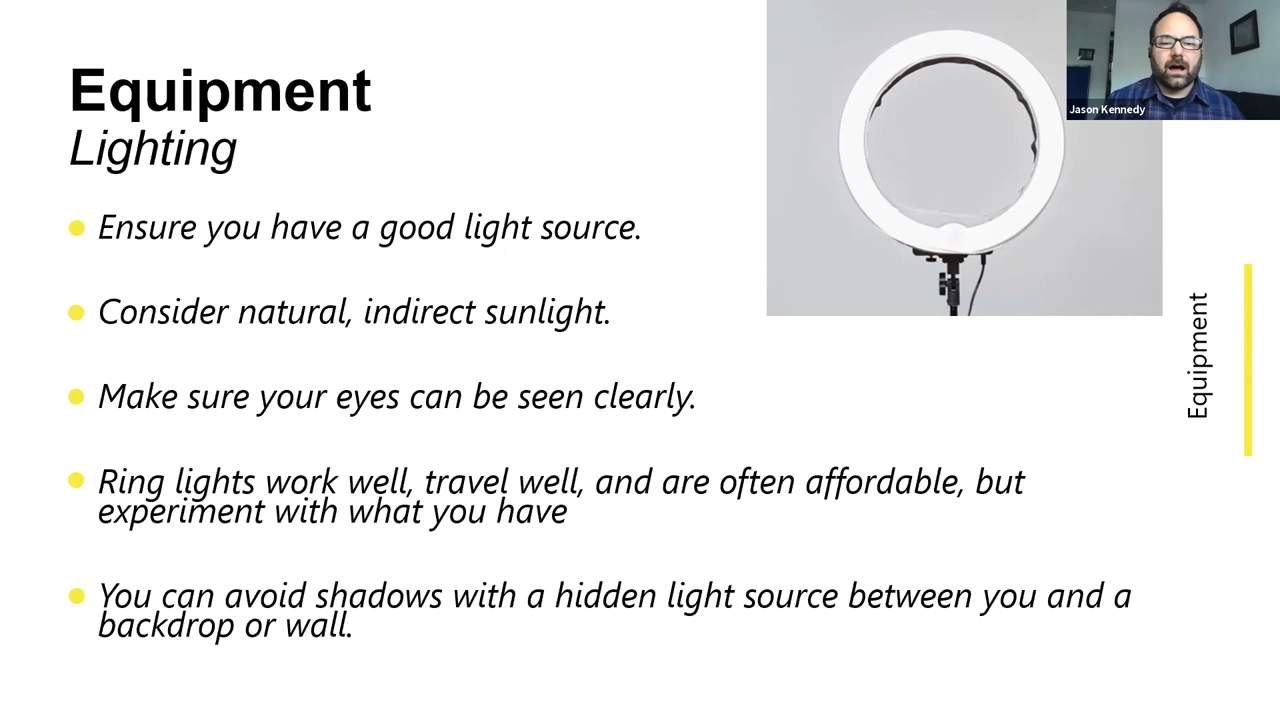 Equipment
Lighting
Jason Kennedy
Ensure you have a good light source.
Consider natural, indirect sunlight.
Make sure your eyes can be seen clearly.
Ring lights work well, travel well, and are often affordable, but
experiment with what you have
You can avoid shadows with a hidden light source between you and a
backdrop or wall.
Equipment